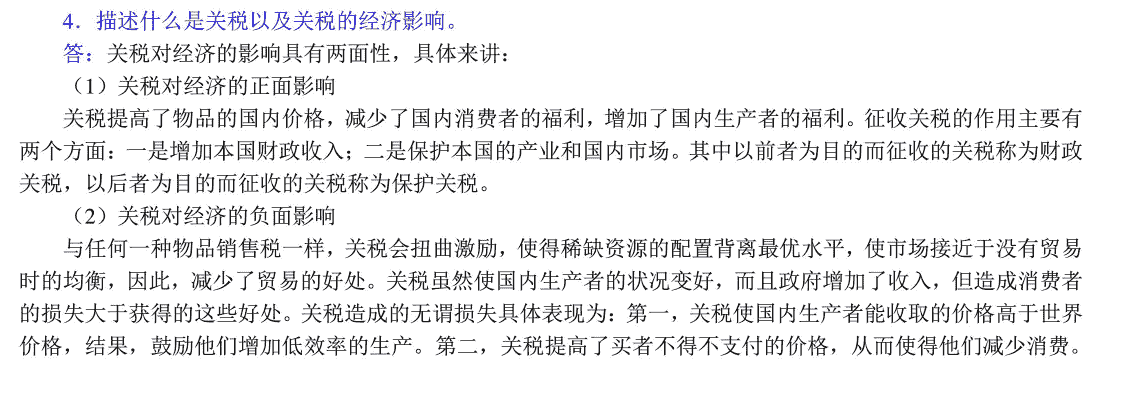 4．描述什么是关税以及关税的经济影响。
答：关税对经济的影响具有两面性，具体来讲：
（1）关税对经济的正面影响
关税提高了物品的国内价格，减少了国内消费者的福利，增加了国内生产者的福利。征收关税的作用主要有
两个方面：一是增加本国财政收入；二是保护本国的产业和国内市场。其中以前者为目的而征收的关税称为财政
关税，以后者为目的而征收的关税称为保护关税。
（2）关税对经济的负面影响
与任何一种物品销售税一样，关税会扭曲激励，使得稀缺资源的配置背离最优水平，使市场接近于没有贸易
时的均衡，因此，减少了贸易的好处。关税虽然使国内生产者的状况变好，而且政府增加了收入，但造成消费者
的损失大于获得的这些好处。关税造成的无谓损失具体表现为：第一，关税使国内生产者能收取的价格高于世界
价格，结果，鼓励他们增加低效率的生产。第二，关税提高了买者不得不支付的价格，从而使得他们减少消费。